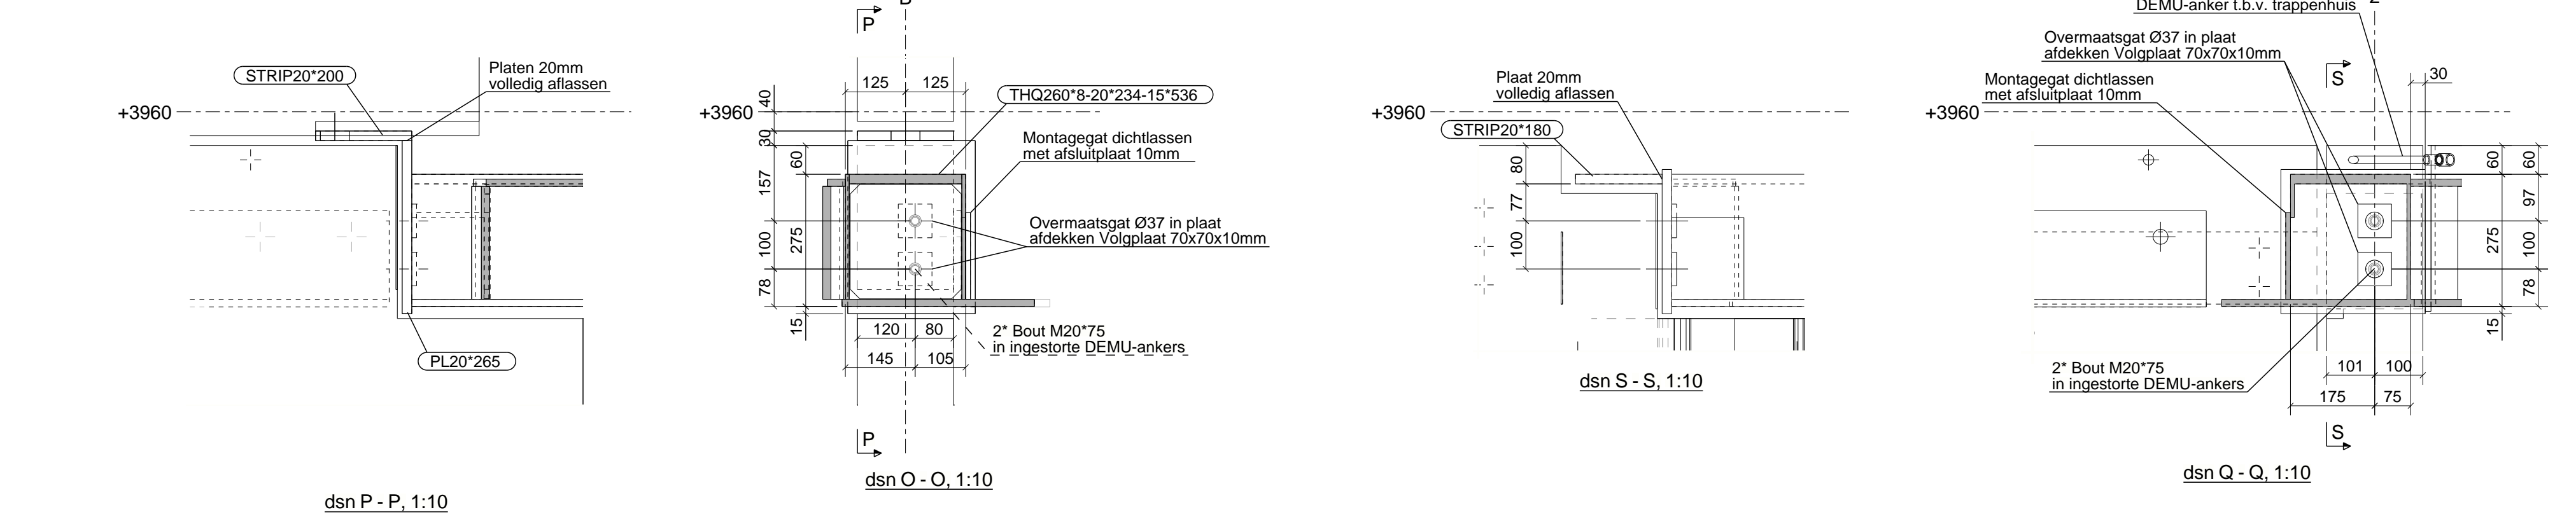 STRIP20*200
Platen 20mm
volledig aflassen
+3960
PL20*265
dsn P - P, 1:10
P
125
125
40
+3960
30
60
157
100
275
78
15
THQ260*8-20*234-15*536
Montagegat dichtlassen
met afsluitplaat 10mm
Overmaatsgat Ø37 in plaat
afdekken Volgplaat 70x70x10mm
120
80
145
105
2* Bout M20*75
in ingestorte DEMU-ankers
P
dsn O - O, 1:10
Plaat 20mm
volledig aflassen
+3960
STRIP20*180
80
77
100
dsn S - S, 1:10
DEMU-anker t.b.v. trappenhuis
Overmaatsgat Ø37 in plaat
afdekken Volgplaat 70x70x10mm
Montagegat dichtlassen
met afsluitplaat 10mm
+3960
S
30
60
60
97
275
100
78
15
101
100
175
75
2* Bout M20*75
in ingestorte DEMU-ankers
S
dsn Q - Q, 1:10